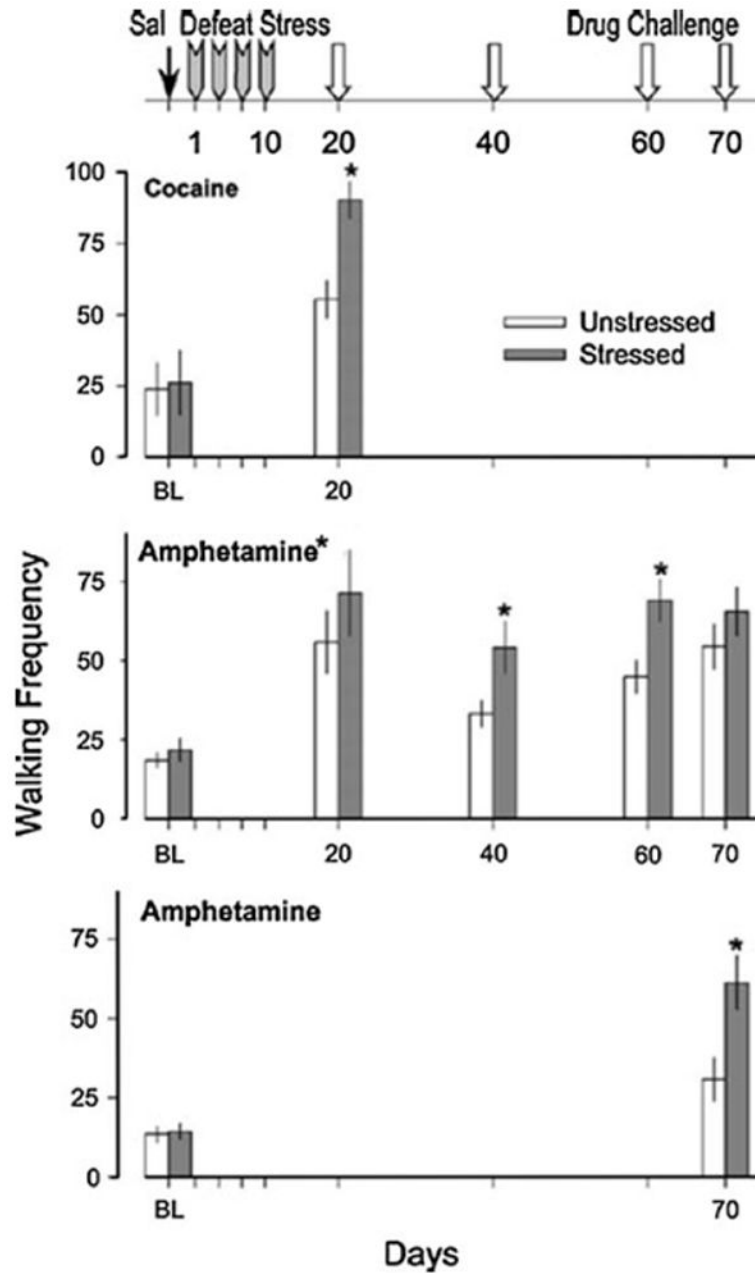 Sal Defeat Stress Drug Challenge
1 10 20 40 60 70
100
Cocaine
*
75
50
Unstressed
Stressed
25
0
BL 20
Walking Frequency
Amphetamine*
*
*
75
50
25
0
BL 20 40 60 70
Amphetamine
*
75
50
25
0
BL 70
Days